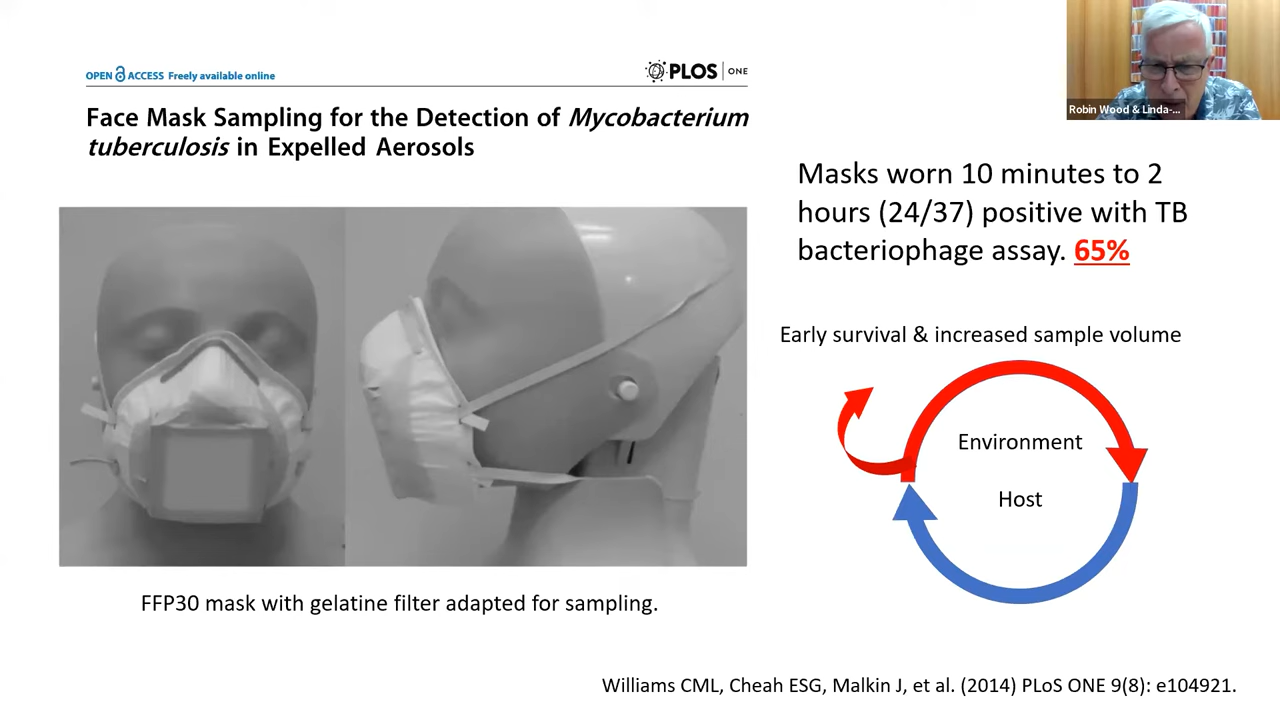 OPEN ACCESS Freely available online
PLOS ONE
Face Mask Sampling for the Detection of Mycobacterium
tuberculosis in Expelled Aerosols
Robin Wood & Linda-...
Masks worn 10 minutes to 2
hours (24/37) positive with TB
bacteriophage assay. 65%
Early survival & increased sample volume
Environment
Host
FFP30 mask with gelatine filter adapted for sampling.
Williams CML, Cheah ESG, Malkin J, et al. (2014) PLoS ONE 9(8): e104921.